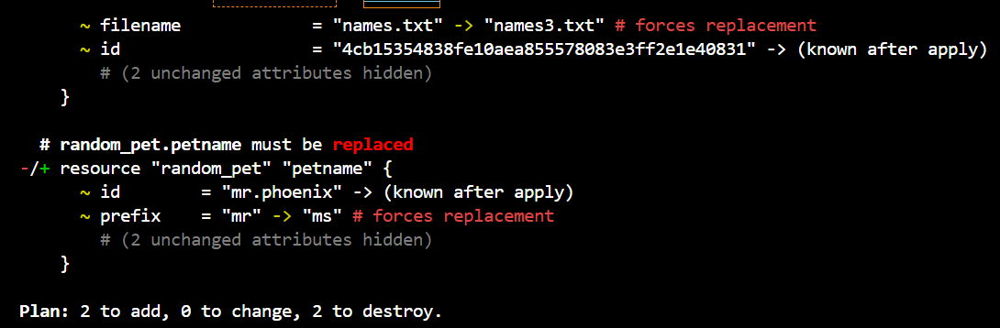 ~ filename             = "names.txt" -> "names3.txt" # forces replacement
~ id                   = "4cb15354838fe10aea855578083e3ff2e1e40831" -> (known after apply)
# (2 unchanged attributes hidden)
}
# random_pet.petname must be replaced
-/+ resource "random_pet" "petname" {
~ id        = "mr.phoenix" -> (known after apply)
~ prefix    = "mr" -> "ms" # forces replacement
# (2 unchanged attributes hidden)
}
Plan: 2 to add, 0 to change, 2 to destroy.